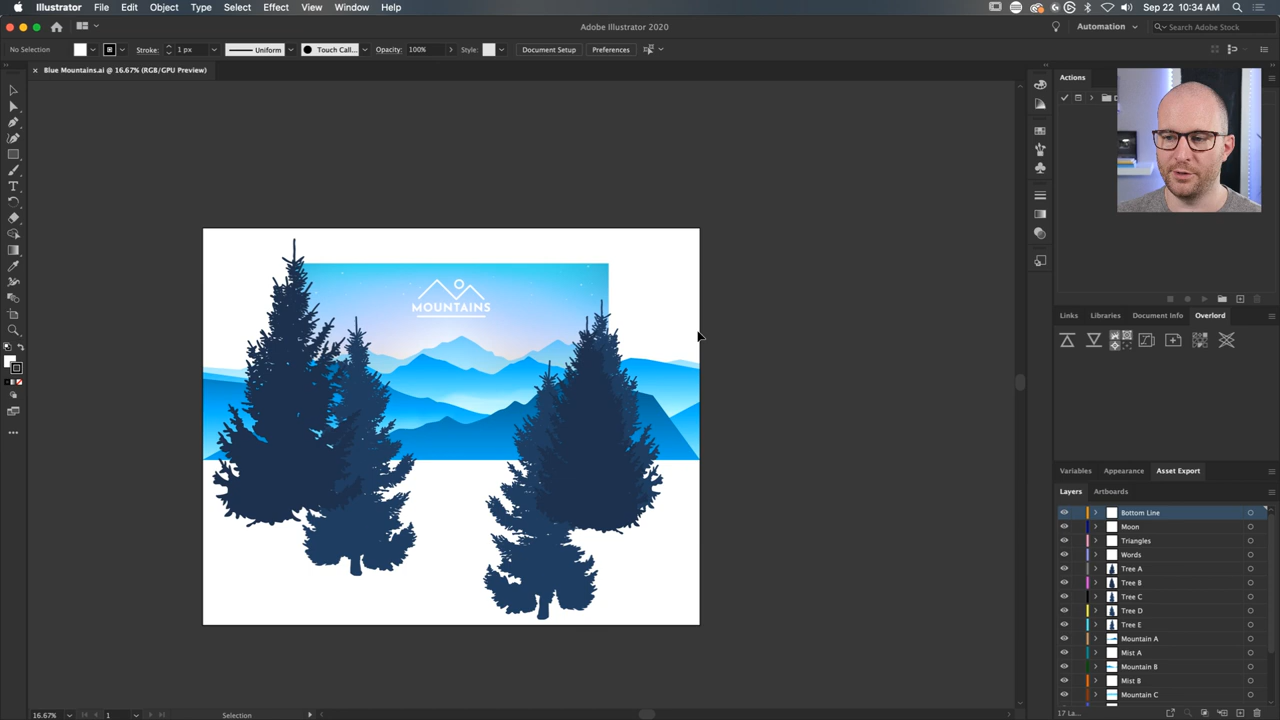 Illustrator File Edit Object Type Select Effect View Window Help
Sep 22 10:34 AM
Adobe Illustrator 2020
Automation
Search Adobe Stock
No Selection
Stroke: 1 px
Uniform
Touch Call...
Opacity: 100%
Style:
Document Setup
Preferences
× Blue Mountains.ai @ 16.67% (RGB/GPU Preview)
Actions
MOUNTAINS
Links Libraries Document Info Overlord
Variables Appearance Asset Export
Layers Artboards
Bottom Line
Moon
Triangles
Words
Tree A
Tree B
Tree C
Tree D
Tree E
Mountain A
Mist A
Mountain B
Mist B
Mountain C
17 La...
16.67%
1
Selection